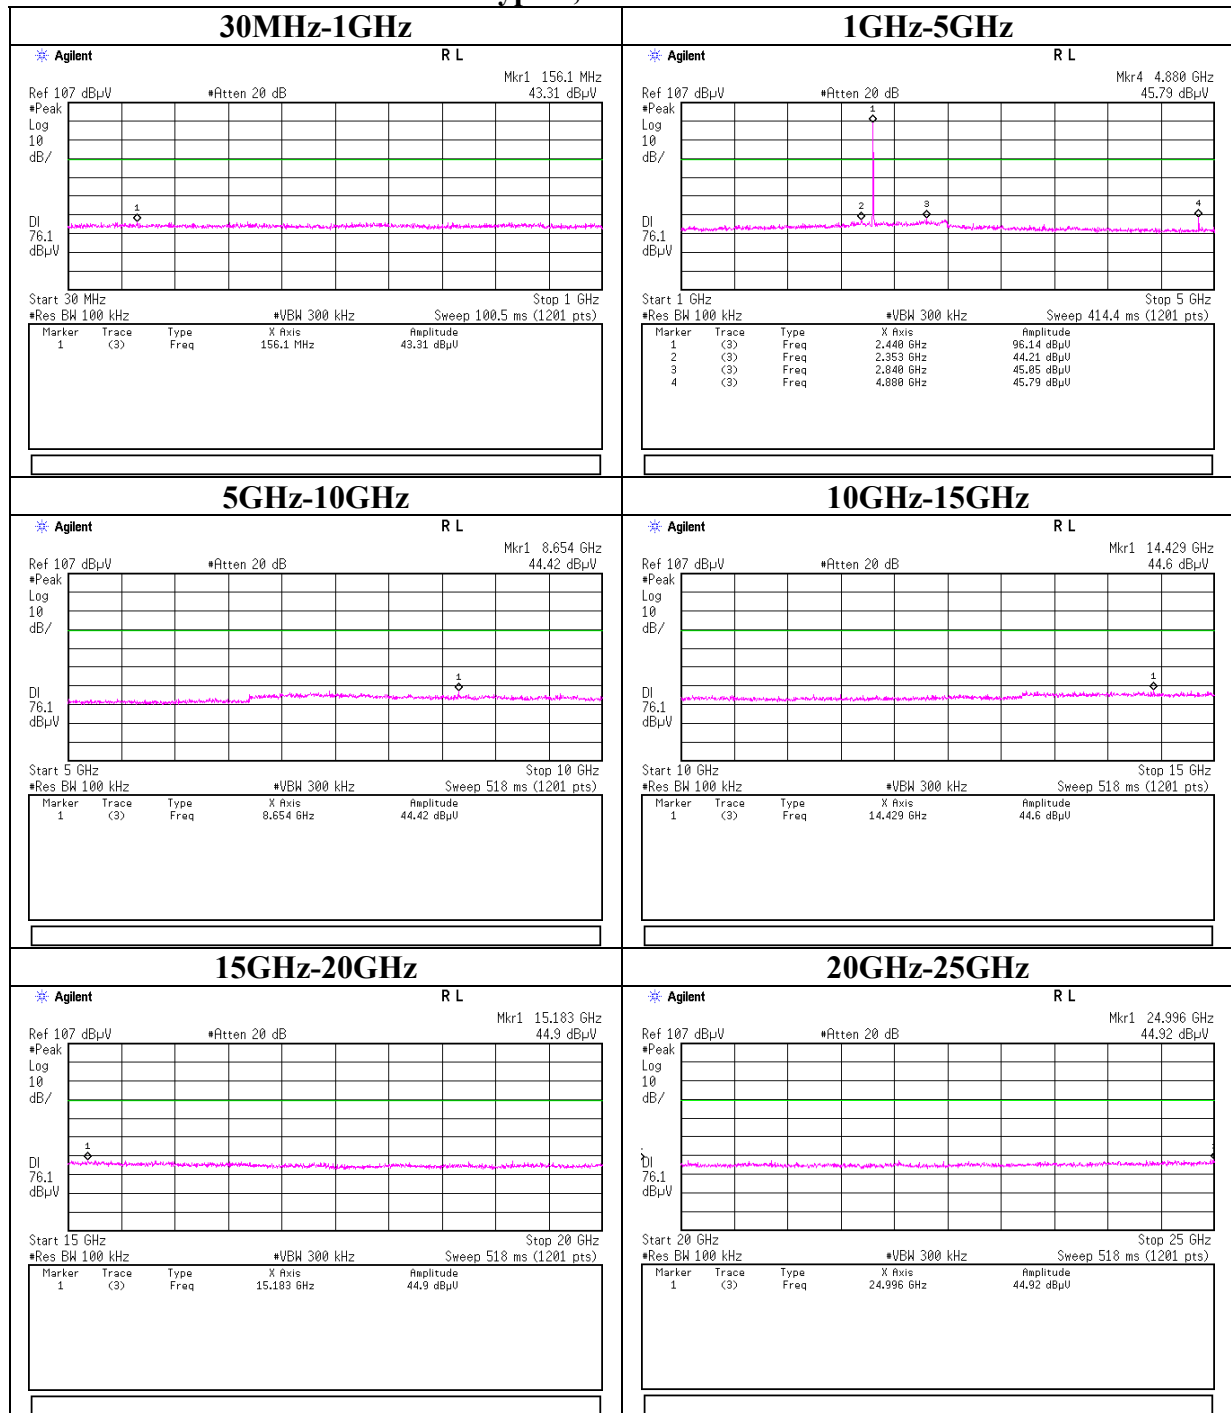 30MHz-1GHz
Agilent R L
Mkr1 156.1 MHz
Ref 107 dBµV #Atten 20 dB 43.31 dBµV
#Peak
Log
10
dB/
1
DI
76.1
dBµV
Start 30 MHz Stop 1 GHz
#Res BW 100 kHz #VBW 300 kHz Sweep 100.5 ms (1201 pts)
Marker Trace Type X Axis Amplitude
1 (3) Freq 156.1 MHz 43.31 dBµV
1GHz-5GHz
Agilent R L
Mkr4 4.880 GHz
Ref 107 dBµV #Atten 20 dB 45.79 dBµV
#Peak
Log
10
dB/
1
2 3 4
DI
76.1
dBµV
Start 1 GHz Stop 5 GHz
#Res BW 100 kHz #VBW 300 kHz Sweep 414.4 ms (1201 pts)
Marker Trace Type X Axis Amplitude
1 (3) Freq 2.440 GHz 96.14 dBµV
2 (3) Freq 2.353 GHz 44.21 dBµV
3 (3) Freq 2.840 GHz 45.05 dBµV
4 (3) Freq 4.880 GHz 45.79 dBµV
5GHz-10GHz
Agilent R L
Mkr1 8.654 GHz
Ref 107 dBµV #Atten 20 dB 44.42 dBµV
#Peak
Log
10
dB/
1
DI
76.1
dBµV
Start 5 GHz Stop 10 GHz
#Res BW 100 kHz #VBW 300 kHz Sweep 518 ms (1201 pts)
Marker Trace Type X Axis Amplitude
1 (3) Freq 8.654 GHz 44.42 dBµV
10GHz-15GHz
Agilent R L
Mkr1 14.429 GHz
Ref 107 dBµV #Atten 20 dB 44.6 dBµV
#Peak
Log
10
dB/
1
DI
76.1
dBµV
Start 10 GHz Stop 15 GHz
#Res BW 100 kHz #VBW 300 kHz Sweep 518 ms (1201 pts)
Marker Trace Type X Axis Amplitude
1 (3) Freq 14.429 GHz 44.6 dBµV
15GHz-20GHz
Agilent R L
Mkr1 15.183 GHz
Ref 107 dBµV #Atten 20 dB 44.9 dBµV
#Peak
Log
10
dB/
1
DI
76.1
dBµV
Start 15 GHz Stop 20 GHz
#Res BW 100 kHz #VBW 300 kHz Sweep 518 ms (1201 pts)
Marker Trace Type X Axis Amplitude
1 (3) Freq 15.183 GHz 44.9 dBµV
20GHz-25GHz
Agilent R L
Mkr1 24.996 GHz
Ref 107 dBµV #Atten 20 dB 44.92 dBµV
#Peak
Log
10
dB/
DI
76.1
dBµV
Start 20 GHz Stop 25 GHz
#Res BW 100 kHz #VBW 300 kHz Sweep 518 ms (1201 pts)
Marker Trace Type X Axis Amplitude
1 (3) Freq 24.996 GHz 44.92 dBµV